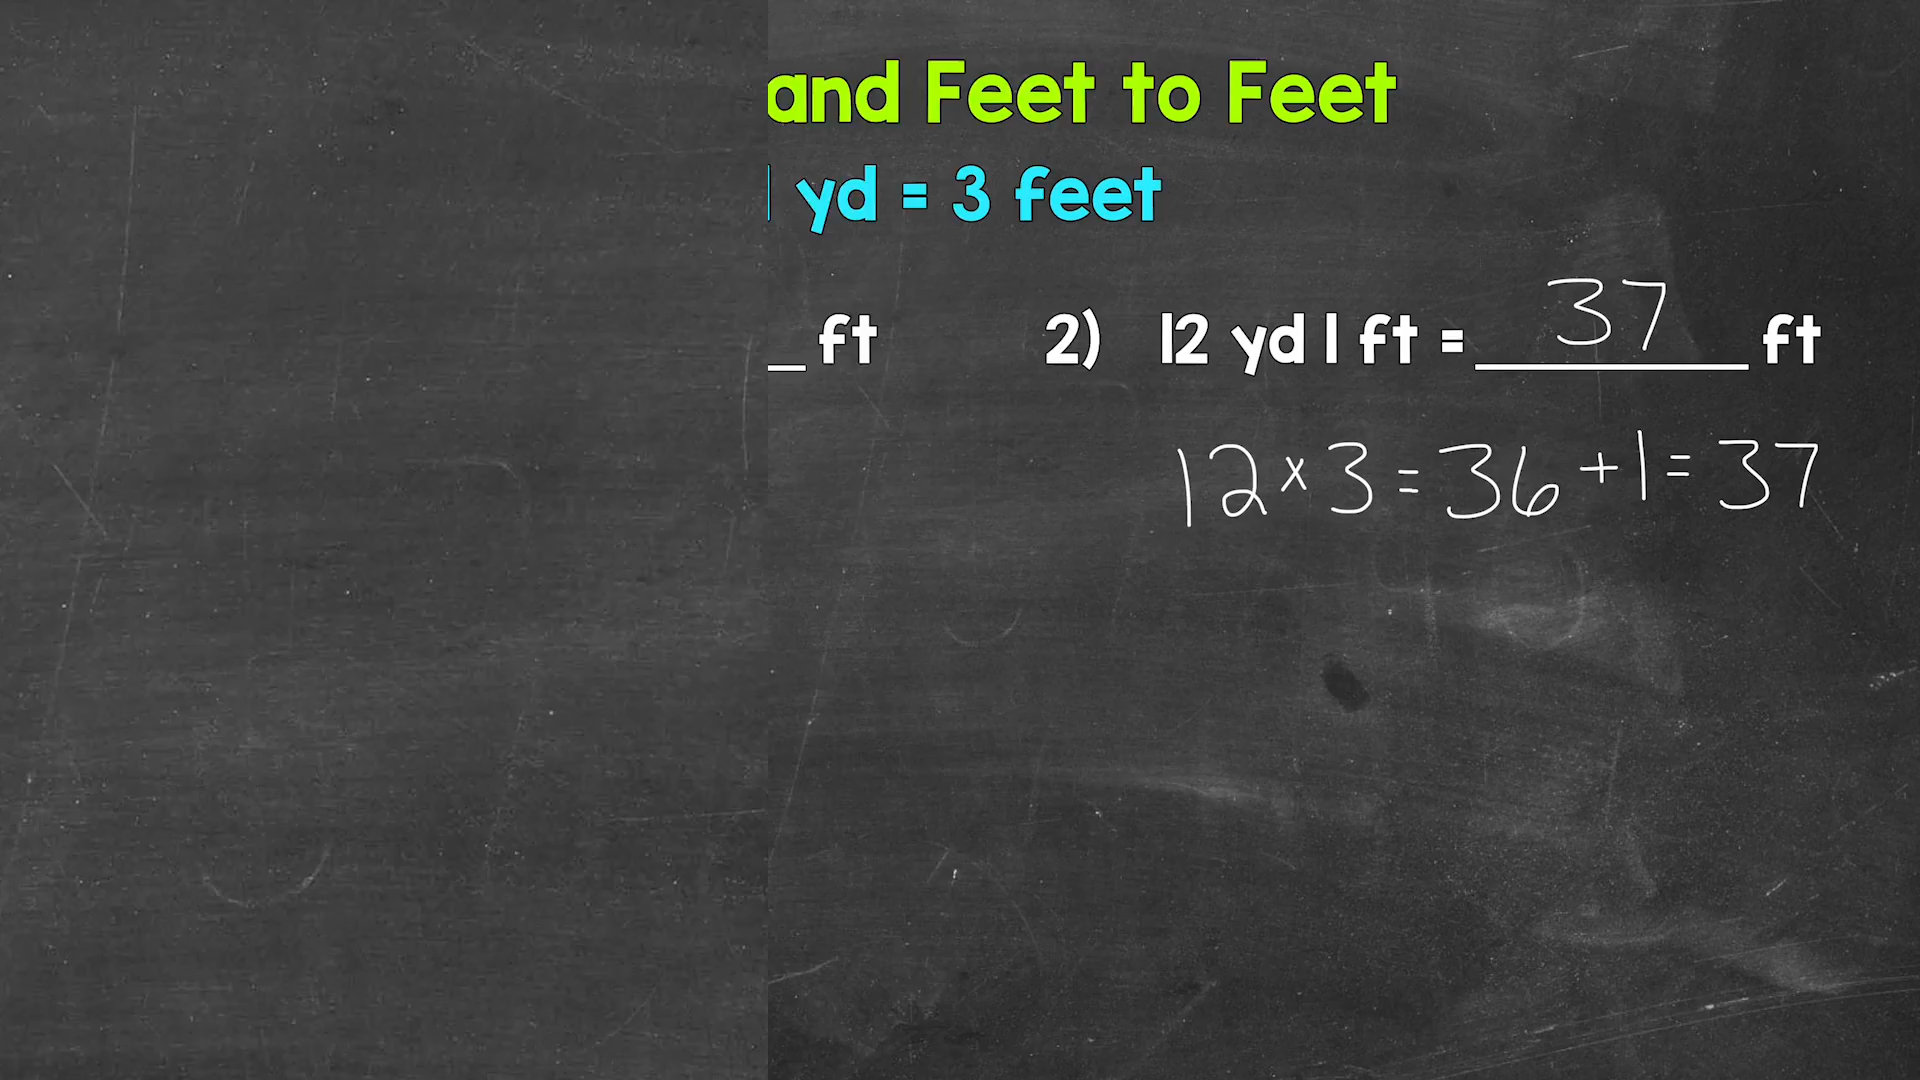 and Feet to Feet
yd = 3 feet
ft
2) 12 yd 1 ft = 37 ft
12 x 3 = 36 + 1 = 37